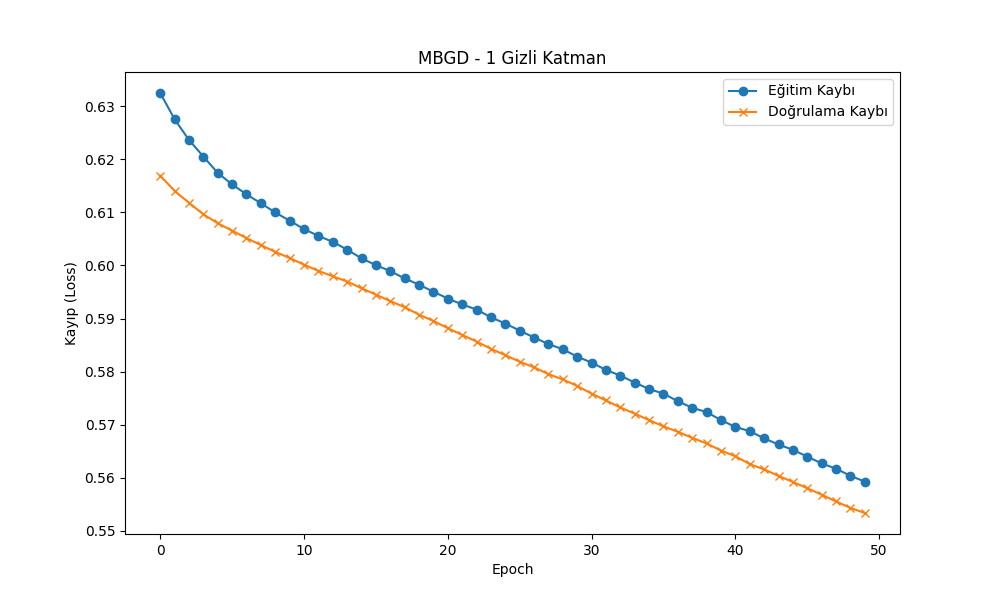 MBGD - 1 Gizli Katman
Eğitim Kaybı
Doğrulama Kaybı
Kayıp (Loss)
0.63
0.62
0.61
0.60
0.59
0.58
0.57
0.56
0.55
0 10 20 30 40 50
Epoch